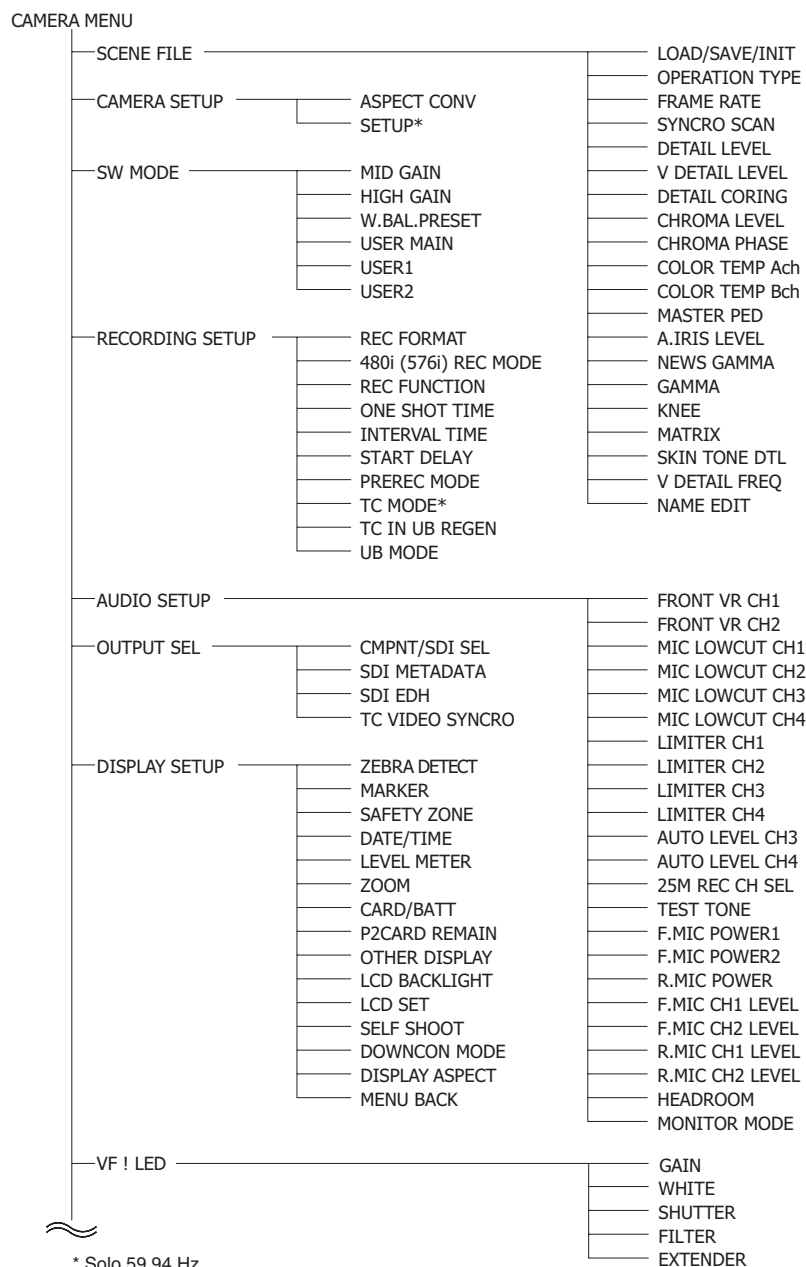 CAMERA MENU
SCENE FILE
LOAD/SAVE/INIT
OPERATION TYPE
FRAME RATE
SYNCRO SCAN
DETAIL LEVEL
V DETAIL LEVEL
DETAIL CORING
CHROMA LEVEL
CHROMA PHASE
COLOR TEMP Ach
COLOR TEMP Bch
MASTER PED
A.IRIS LEVEL
NEWS GAMMA
GAMMA
KNEE
MATRIX
SKIN TONE DTL
V DETAIL FREQ
NAME EDIT
CAMERA SETUP
ASPECT CONV
SETUP*
SW MODE
MID GAIN
HIGH GAIN
W.BAL.PRESET
USER MAIN
USER1
USER2
RECORDING SETUP
REC FORMAT
480i (576i) REC MODE
REC FUNCTION
ONE SHOT TIME
INTERVAL TIME
START DELAY
PREREC MODE
TC MODE*
TC IN UB REGEN
UB MODE
AUDIO SETUP
FRONT VR CH1
FRONT VR CH2
MIC LOWCUT CH1
MIC LOWCUT CH2
MIC LOWCUT CH3
MIC LOWCUT CH4
LIMITER CH1
LIMITER CH2
LIMITER CH3
LIMITER CH4
AUTO LEVEL CH3
AUTO LEVEL CH4
25M REC CH SEL
TEST TONE
F.MIC POWER1
F.MIC POWER2
R.MIC POWER
F.MIC CH1 LEVEL
F.MIC CH2 LEVEL
R.MIC CH1 LEVEL
R.MIC CH2 LEVEL
HEADROOM
MONITOR MODE
OUTPUT SEL
CMPNT/SDI SEL
SDI METADATA
SDI EDH
TC VIDEO SYNCRO
DISPLAY SETUP
ZEBRA DETECT
MARKER
SAFETY ZONE
DATE/TIME
LEVEL METER
ZOOM
CARD/BATT
P2CARD REMAIN
OTHER DISPLAY
LCD BACKLIGHT
LCD SET
SELF SHOOT
DOWNCON MODE
DISPLAY ASPECT
MENU BACK
VF ! LED
GAIN
WHITE
SHUTTER
FILTER
EXTENDER
* Solo 59,94 Hz